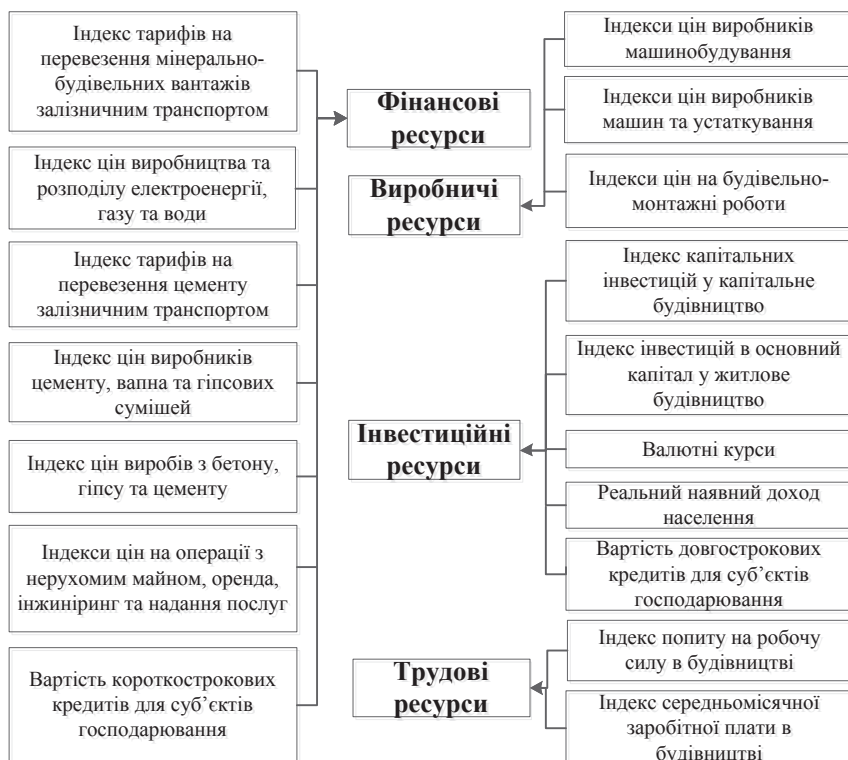 Індекс тарифів на
перевезення мінерально-
будівельних вантажів
залізничним транспортом
Індекс цін виробництва та
розподілу електроенергії,
газу та води
Індекс тарифів на
перевезення цементу
залізничним транспортом
Індекс цін виробників
цементу, вапна та гіпсових
сумішей
Індекс цін виробів з бетону,
гіпсу та цементу
Індекси цін на операції з
нерухомим майном, оренда,
інжиніринг та надання послуг
Вартість короткострокових
кредитів для суб’єктів
господарювання
Фінансові
ресурси
Виробничі
ресурси
Інвестиційні
ресурси
Трудові
ресурси
Індекси цін виробників
машинобудування
Індекси цін виробників
машин та устаткування
Індекси цін на будівельно-
монтажні роботи
Індекс капітальних
інвестицій у капітальне
будівництво
Індекс інвестицій в основний
капітал у житлове
будівництво
Валютні курси
Реальний наявний доход
населення
Вартість довгострокових
кредитів для суб’єктів
господарювання
Індекс попиту на робочу
силу в будівництві
Індекс середньомісячної
заробітної плати в
будівництві